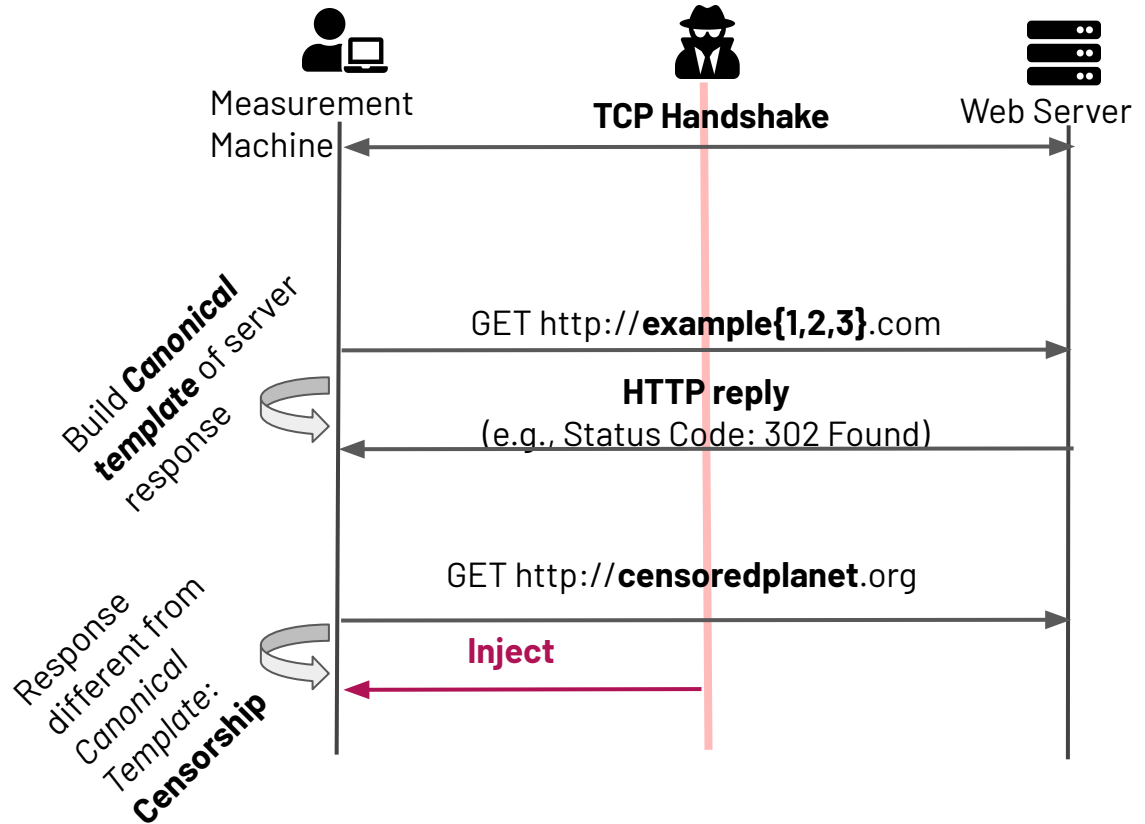 Measurement
Machine
TCP Handshake
Web Server
Build Canonical
template of server
response
GET http://example{1,2,3}.com
HTTP reply
(e.g., Status Code: 302 Found)
GET http://censoredplanet.org
Response
different from
Canonical
Template:
Censorship
Inject